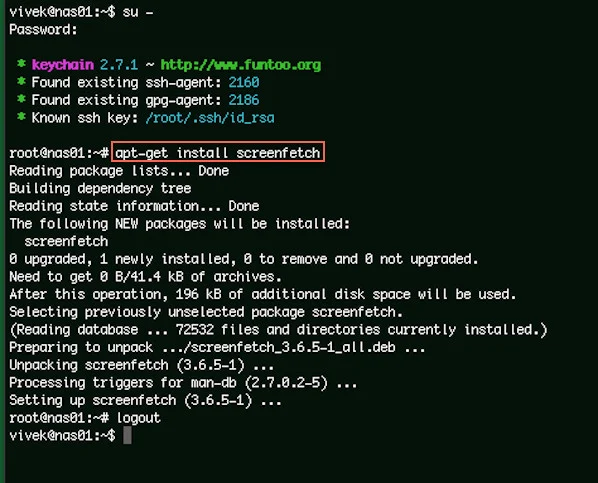 vivek@nas01:~$ su -
Password:
* keychain 2.7.1 ~ http://www.funtoo.org
* Found existing ssh-agent: 2160
* Found existing gpg-agent: 2186
* Known ssh key: /root/.ssh/id_rsa
root@nas01:~# apt-get install screenfetch
Reading package lists... Done
Building dependency tree
Reading state information... Done
The following NEW packages will be installed:
  screenfetch
0 upgraded, 1 newly installed, 0 to remove and 0 not upgraded.
Need to get 0 B/41.4 kB of archives.
After this operation, 196 kB of additional disk space will be used.
Selecting previously unselected package screenfetch.
(Reading database ... 72532 files and directories currently installed.)
Preparing to unpack .../screenfetch_3.6.5-1_all.deb ...
Unpacking screenfetch (3.6.5-1) ...
Processing triggers for man-db (2.7.0.2-5) ...
Setting up screenfetch (3.6.5-1) ...
root@nas01:~# logout
vivek@nas01:~$